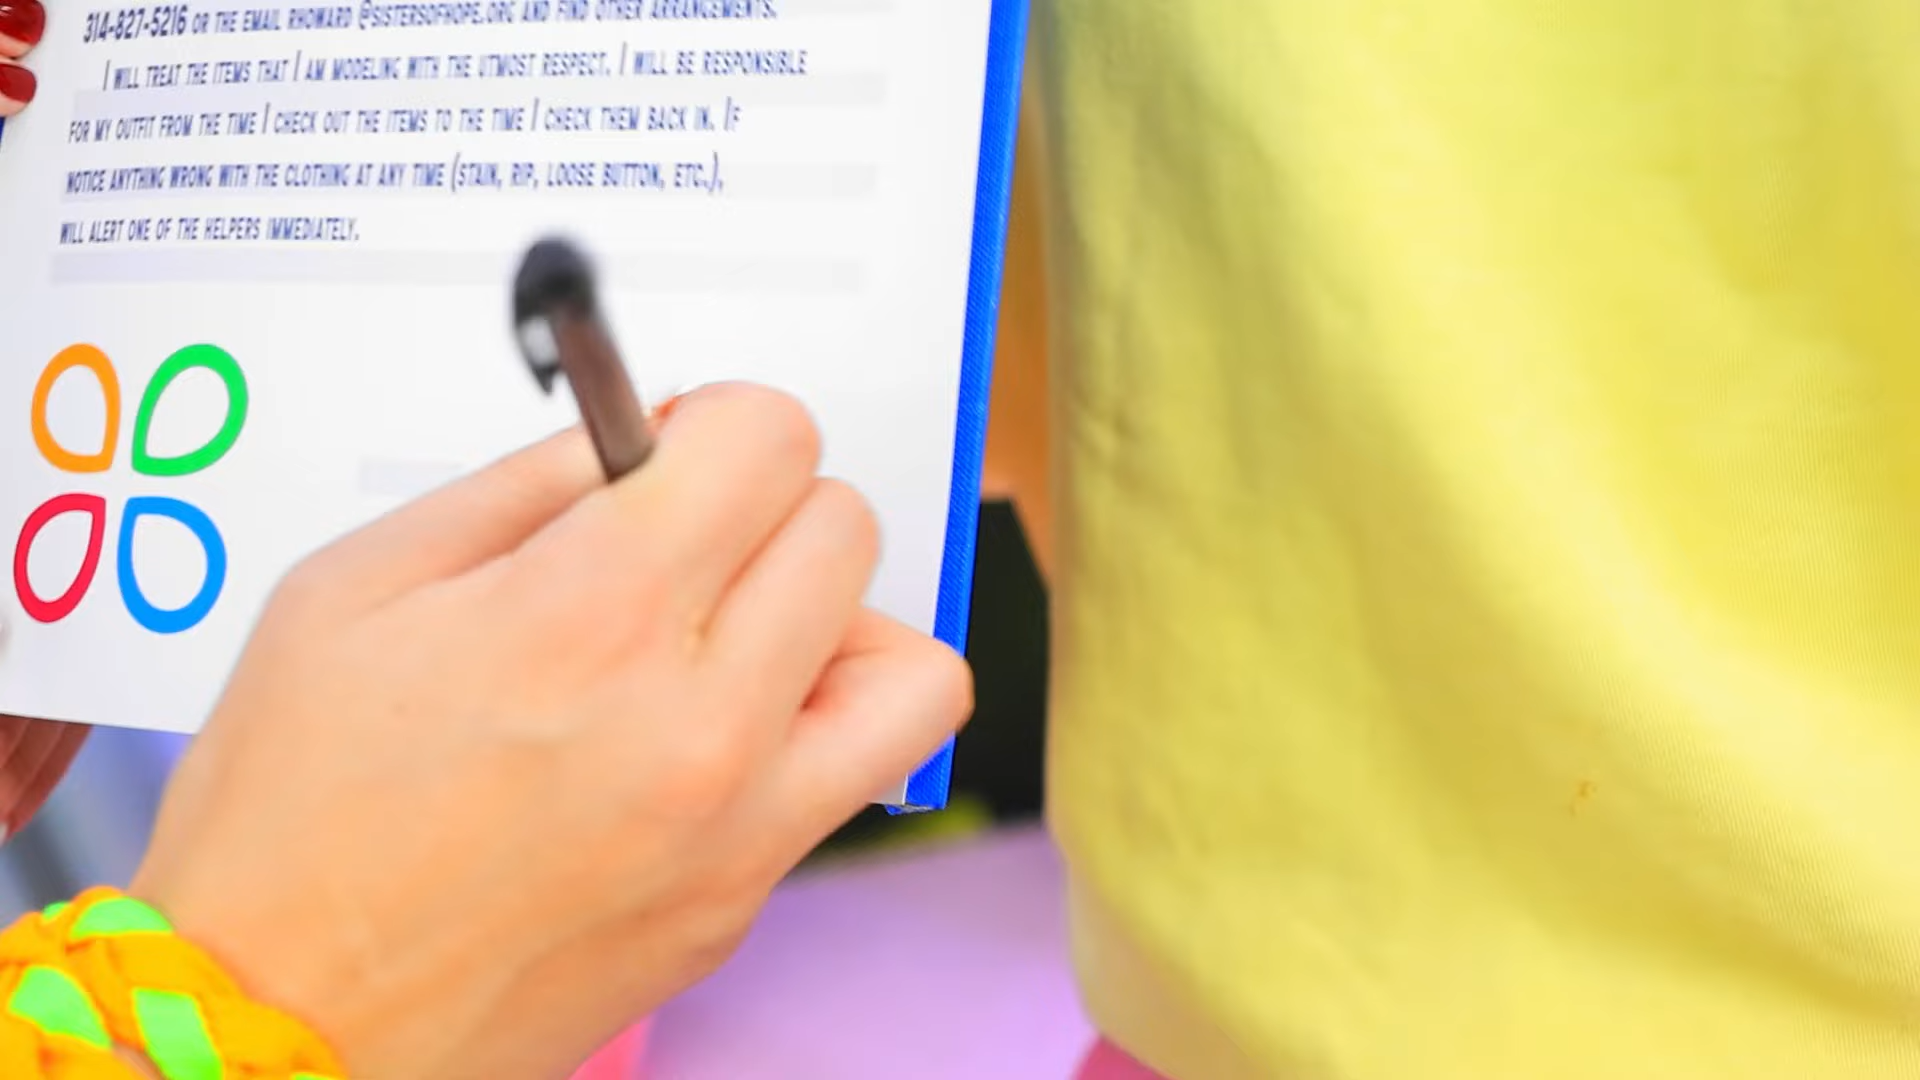 314-827-5216 OR THE EMAIL RHOWARD @SISTERSOFHOPE.ORG AND FIND OTHER ARRANGEMENTS.
I WILL TREAT THE ITEMS THAT I AM MODELING WITH THE UTMOST RESPECT. I WILL BE RESPONSIBLE
FOR MY OUTFIT FROM THE TIME I CHECK OUT THE ITEMS TO THE TIME I CHECK THEM BACK IN. IF
NOTICE ANYTHING WRONG WITH THE CLOTHING AT ANY TIME (STAIN, RIP, LOOSE BUTTON, ETC.),
WILL ALERT ONE OF THE HELPERS IMMEDIATELY.